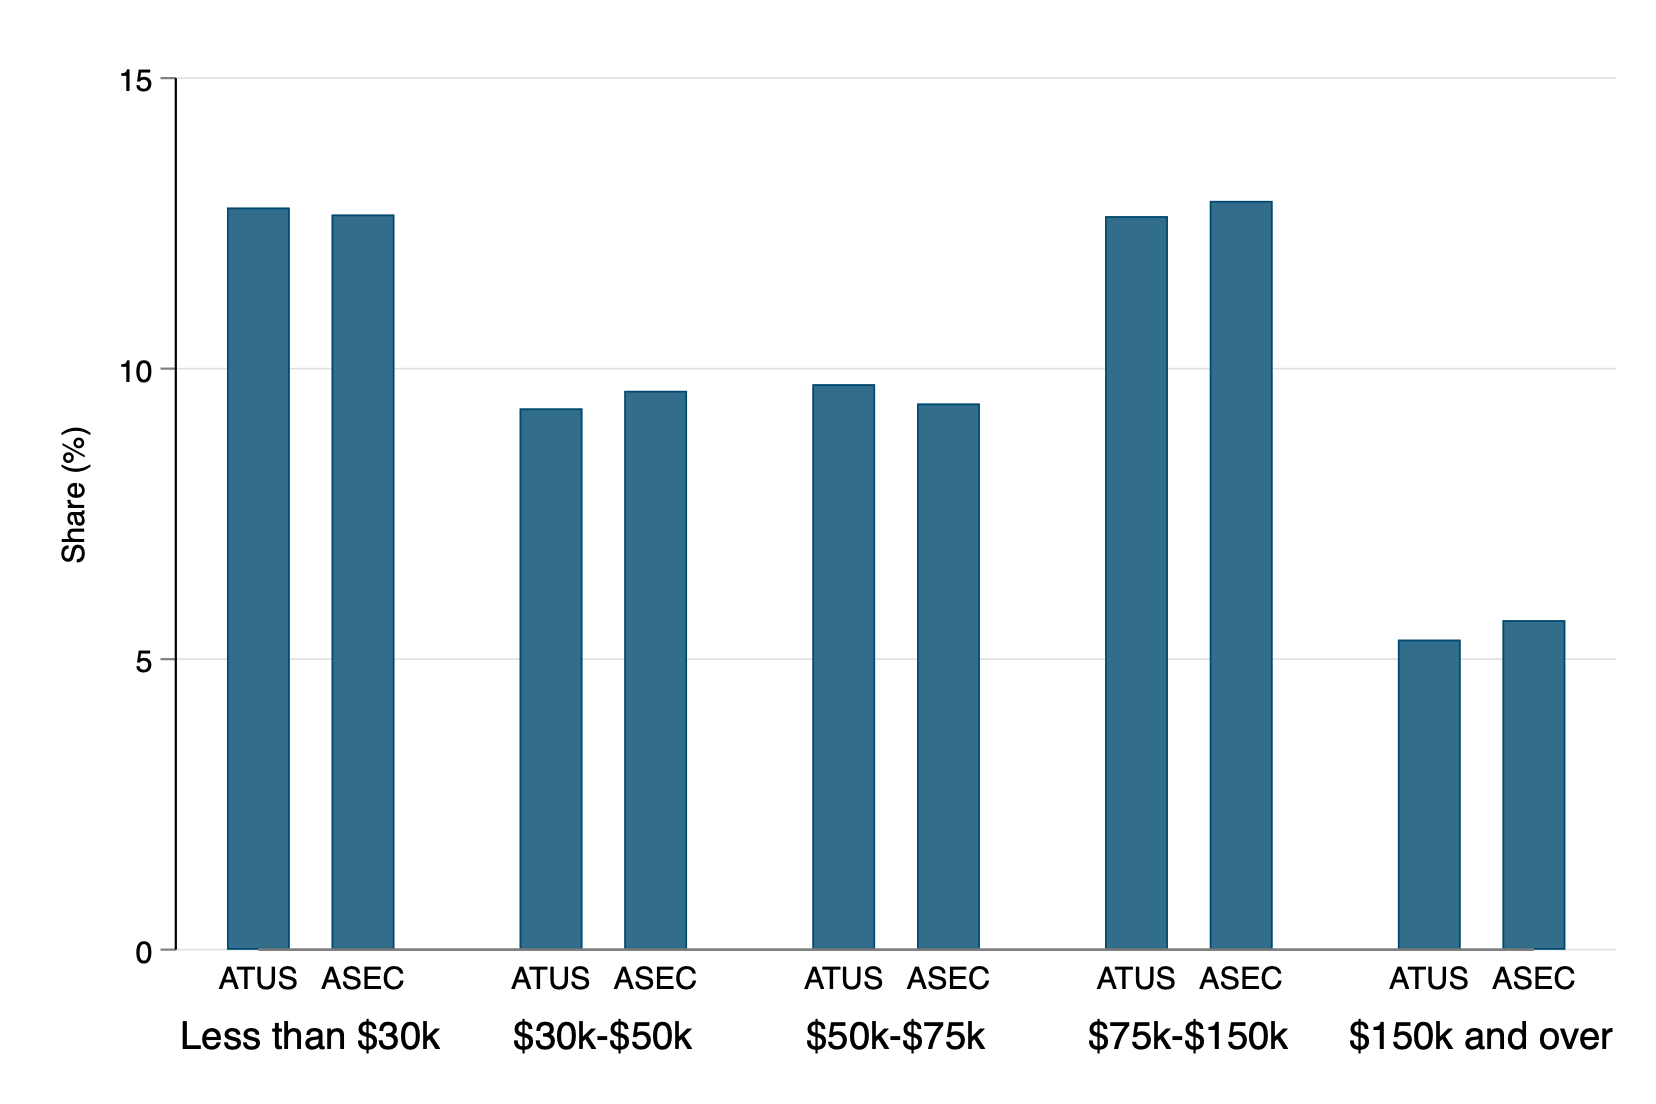 15
10
5
0
Share (%)
ATUS ASEC ATUS ASEC ATUS ASEC ATUS ASEC ATUS ASEC
Less than $30k $30k-$50k $50k-$75k $75k-$150k $150k and over